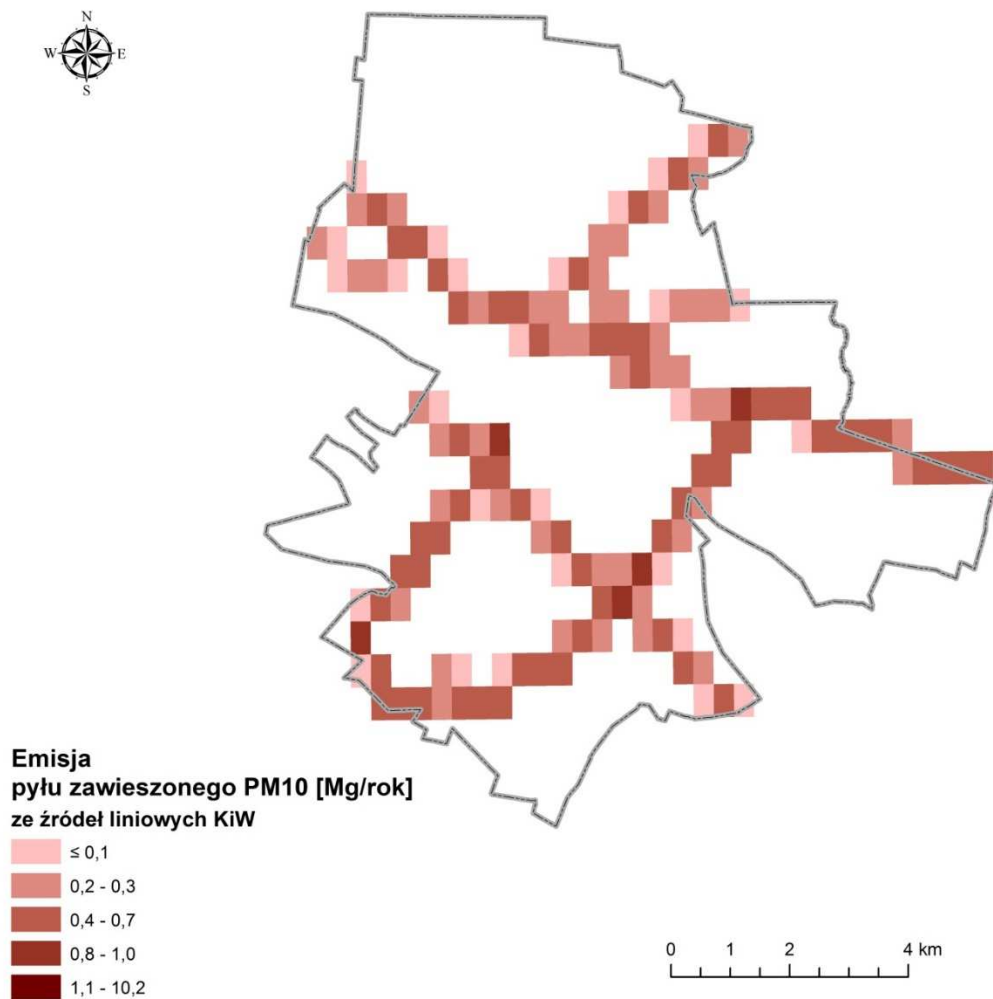 N
W E
S
Emisja
pyłu zawieszonego PM10 [Mg/rok]
ze źródeł liniowych KiW
≤ 0,1
0,2 - 0,3
0,4 - 0,7
0,8 - 1,0
1,1 - 10,2
0 1 2 4 km